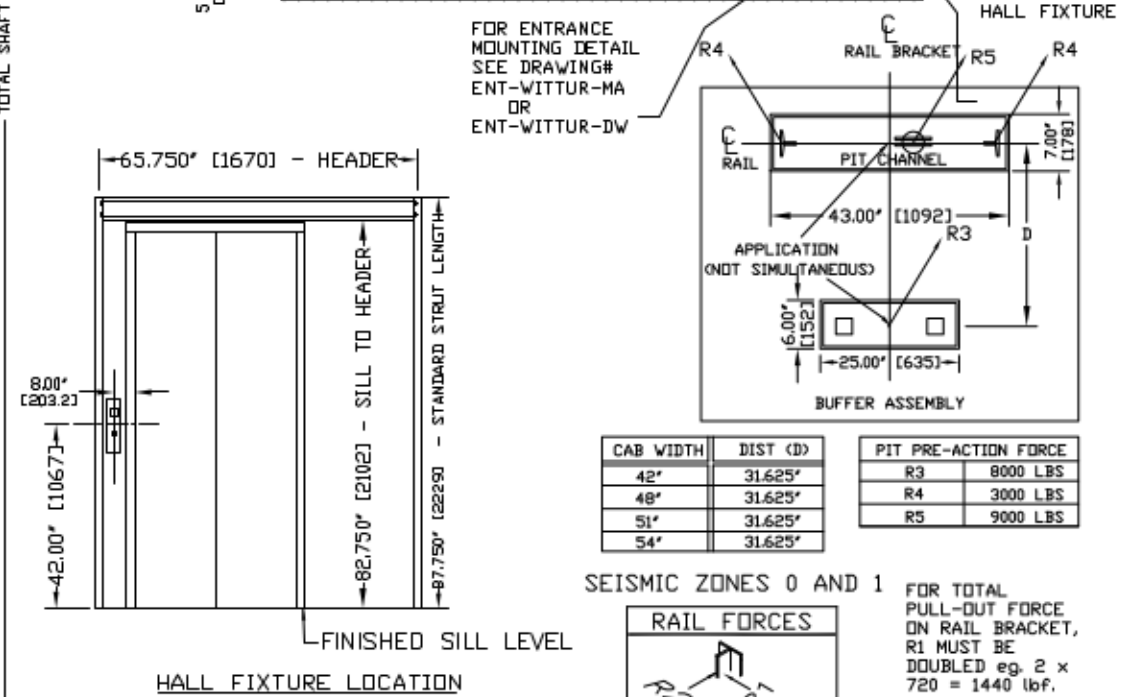 TOTAL SHAFT
5
FOR ENTRANCE
MOUNTING DETAIL
SEE DRAWING#
ENT-WITTUR-MA
OR
ENT-WITTUR-DW
HALL FIXTURE
CL
RAIL BRACKET
R4
R5
R4
CL
RAIL
PIT CHANNEL
7.00" [178]
43.00" [1092]
R3
D
APPLICATION
(NOT SIMULTANEOUS)
6.00" [152]
25.00" [635]
BUFFER ASSEMBLY
65.750" [1670] - HEADER
8.00"
[203.2]
42.00" [1067]
82.750" [2102] - SILL TO HEADER
87.750" [2229] - STANDARD STRUT LENGTH
FINISHED SILL LEVEL
HALL FIXTURE LOCATION
CAB WIDTH DIST (D)
42" 31.625"
48" 31.625"
51" 31.625"
54" 31.625"
PIT PRE-ACTION FORCE
R3 8000 LBS
R4 3000 LBS
R5 9000 LBS
SEISMIC ZONES 0 AND 1
RAIL FORCES
FOR TOTAL
PULL-OUT FORCE
ON RAIL BRACKET,
R1 MUST BE
DOUBLED eg. 2 x
720 = 1440 lbf.